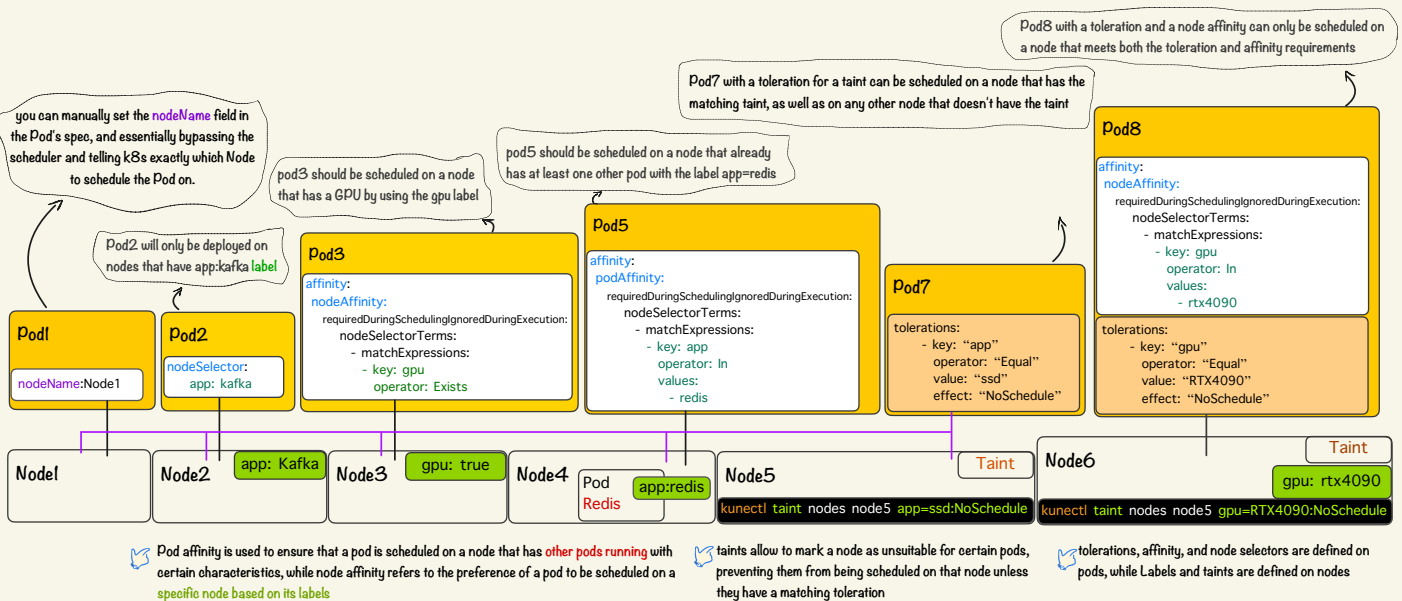 Pod8 with a toleration and a node affinity can only be scheduled on
a node that meets both the toleration and affinity requirements
Pod7 with a toleration for a taint can be scheduled on a node that has the
matching taint, as well as on any other node that doesn't have the taint
you can manually set the nodeName field in
the Pod's spec, and essentially bypassing the
scheduler and telling k8s exactly which Node
to schedule the Pod on.
pod5 should be scheduled on a node that already
has at least one other pod with the label app=redis
pod3 should be scheduled on a node
that has a GPU by using the gpu label
Pod2 will only be deployed on
nodes that have app:kafka label
Pod1
nodeName:Node1
Pod2
nodeSelector:
app: kafka
Pod3
affinity:
nodeAffinity:
requiredDuringSchedulingIgnoredDuringExecution:
nodeSelectorTerms:
- matchExpressions:
- key: gpu
operator: Exists
Pod5
affinity:
podAffinity:
requiredDuringSchedulingIgnoredDuringExecution:
nodeSelectorTerms:
- matchExpressions:
- key: app
operator: In
values:
- redis
Pod7
tolerations:
- key: “app”
operator: “Equal”
value: “ssd”
effect: “NoSchedule”
Pod8
affinity:
nodeAffinity:
requiredDuringSchedulingIgnoredDuringExecution:
nodeSelectorTerms:
- matchExpressions:
- key: gpu
operator: In
values:
- rtx4090
tolerations:
- key: “gpu”
operator: “Equal”
value: “RTX4090”
effect: “NoSchedule”
Node1
Node2
app: Kafka
Node3
gpu: true
Node4
Pod
Redis
app:redis
Node5
Taint
kunectl taint nodes node5 app=ssd:NoSchedule
Node6
Taint
gpu: rtx4090
kunectl taint nodes node5 gpu=RTX4090:NoSchedule
Pod affinity is used to ensure that a pod is scheduled on a node that has other pods running with
certain characteristics, while node affinity refers to the preference of a pod to be scheduled on a
specific node based on its labels
taints allow to mark a node as unsuitable for certain pods,
preventing them from being scheduled on that node unless
they have a matching toleration
tolerations, affinity, and node selectors are defined on
pods, while Labels and taints are defined on nodes